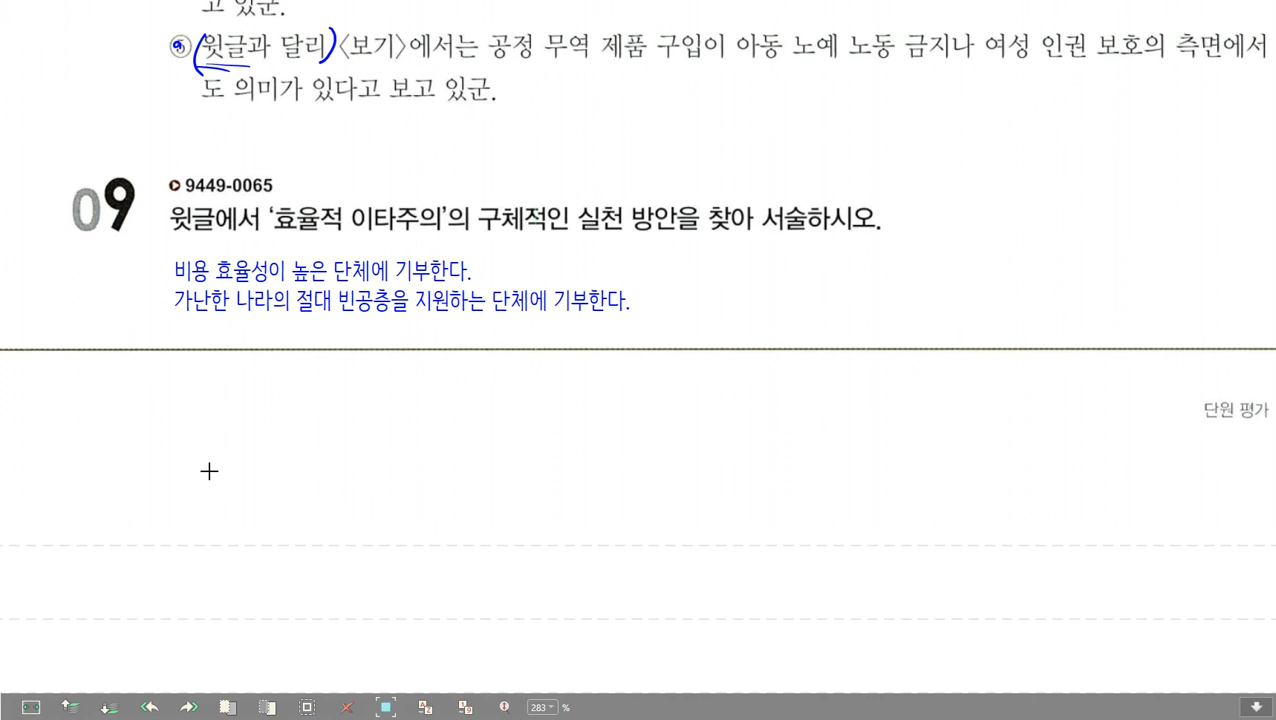 고 있군.
⑤ 윗글과 달리 〈보기〉에서는 공정 무역 제품 구입이 아동 노예 노동 금지나 여성 인권 보호의 측면에서
도 의미가 있다고 보고 있군.
9449-0065
09 윗글에서 ‘효율적 이타주의’의 구체적인 실천 방안을 찾아 서술하시오.
비용 효율성이 높은 단체에 기부한다.
가난한 나라의 절대 빈공층을 지원하는 단체에 기부한다.
단원 평가
283 %